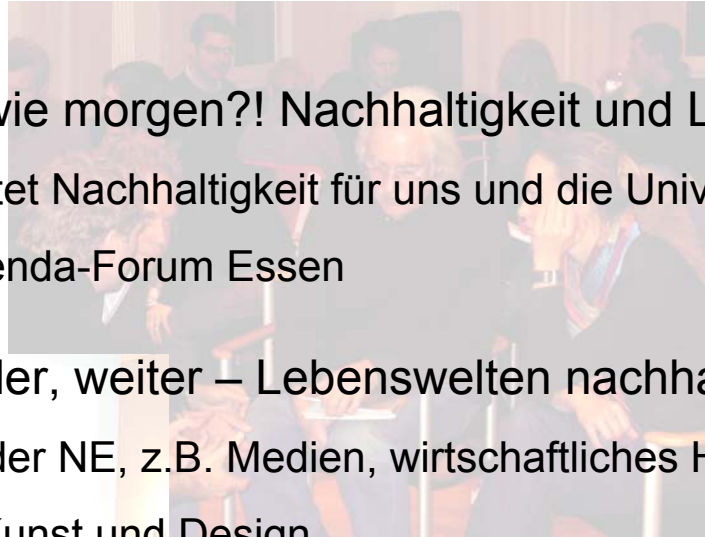 wie morgen?! Nachhaltigkeit und L
tet Nachhaltigkeit für uns und die Univ
enda-Forum Essen
ler, weiter – Lebenswelten nachha
der NE, z.B. Medien, wirtschaftliches H
Kunst und Design